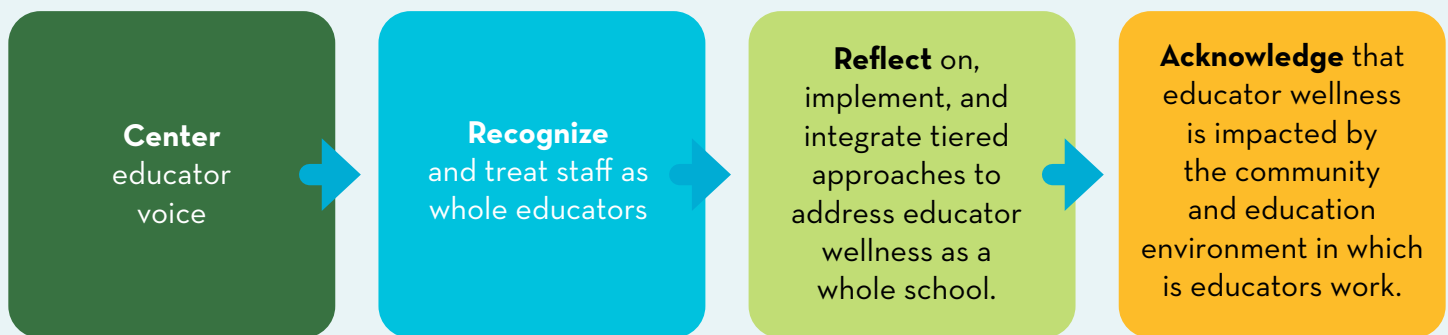 Center
educator
voice
Recognize
and treat staff as
whole educators
Reflect on,
implement, and
integrate tiered
approaches to
address educator
wellness as a
whole school.
Acknowledge that
educator wellness
is impacted by
the community
and education
environment in which
is educators work.